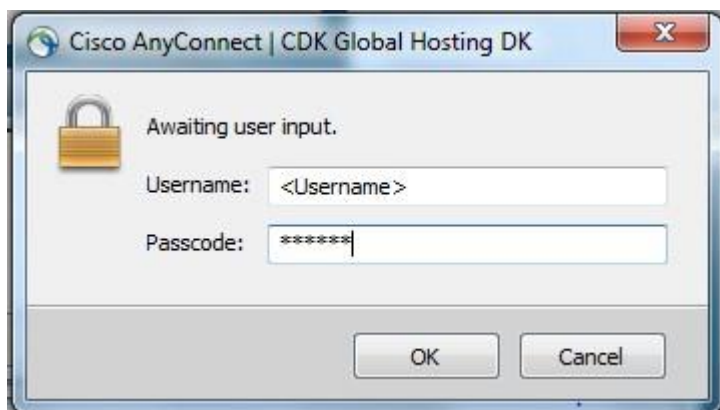 Cisco AnyConnect | CDK Global Hosting DK
Awaiting user input.
Username: <Username>
Passcode: ******
OK Cancel